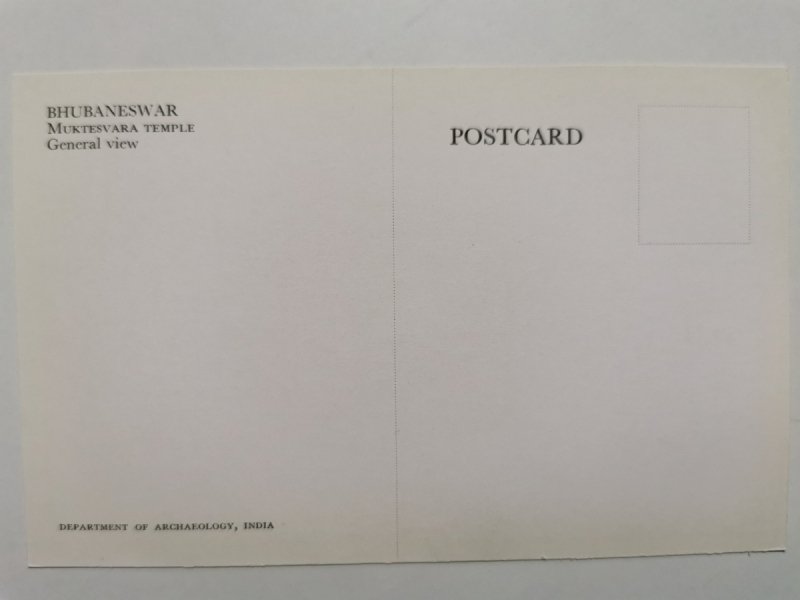 BHUBANESWAR
MUKTESVARA TEMPLE
General view
POSTCARD
DEPARTMENT OF ARCHAEOLOGY, INDIA